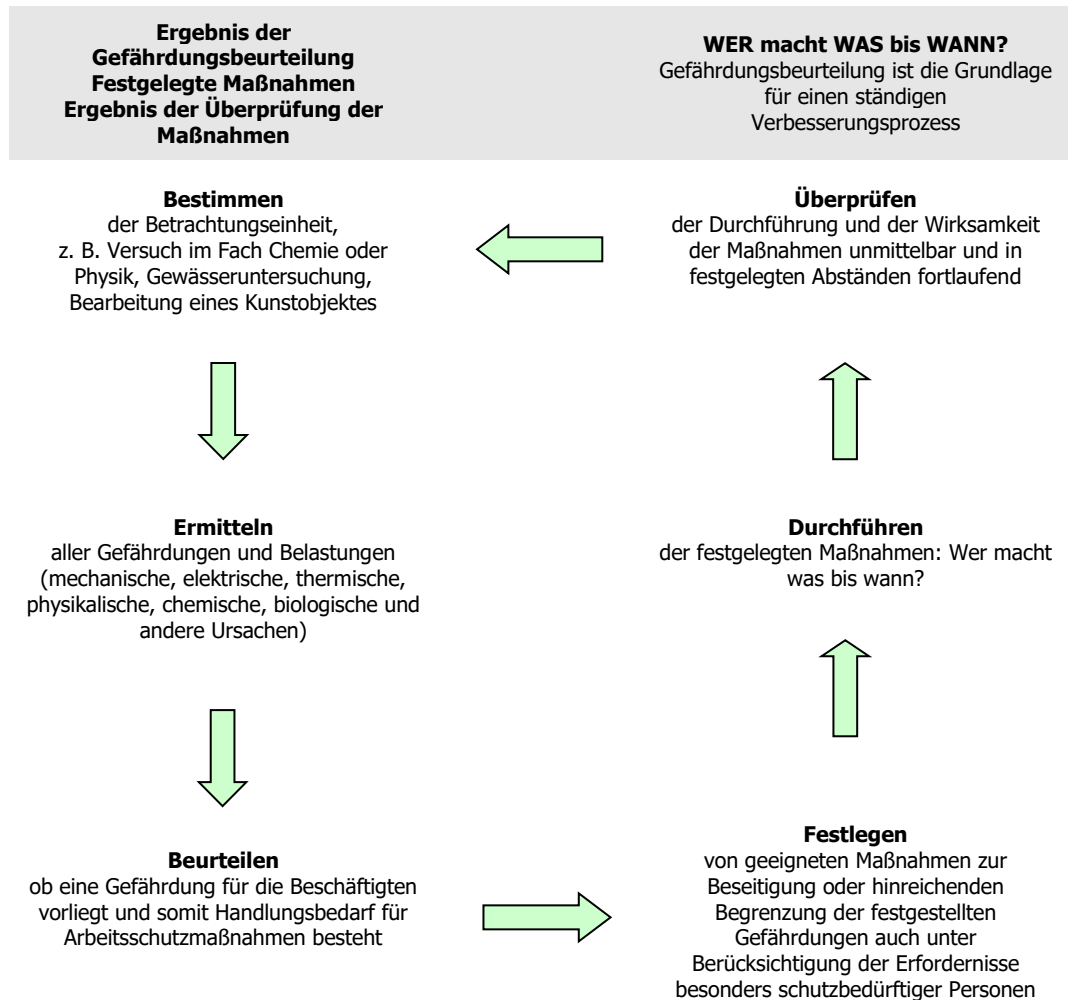 Ergebnis der
Gefährdungsbeurteilung
Festgelegte Maßnahmen
Ergebnis der Überprüfung der
Maßnahmen
WER macht WAS bis WANN?
Gefährdungsbeurteilung ist die Grundlage
für einen ständigen
Verbesserungsprozess
Bestimmen
der Betrachtungseinheit,
z. B. Versuch im Fach Chemie oder
Physik, Gewässeruntersuchung,
Bearbeitung eines Kunstobjektes
Überprüfen
der Durchführung und der Wirksamkeit
der Maßnahmen unmittelbar und in
festgelegten Abständen fortlaufend
Ermitteln
aller Gefährdungen und Belastungen
(mechanische, elektrische, thermische,
physikalische, chemische, biologische und
andere Ursachen)
Durchführen
der festgelegten Maßnahmen: Wer macht
was bis wann?
Beurteilen
ob eine Gefährdung für die Beschäftigten
vorliegt und somit Handlungsbedarf für
Arbeitsschutzmaßnahmen besteht
Festlegen
von geeigneten Maßnahmen zur
Beseitigung oder hinreichenden
Begrenzung der festgestellten
Gefährdungen auch unter
Berücksichtigung der Erfordernisse
besonders schutzbedürftiger Personen